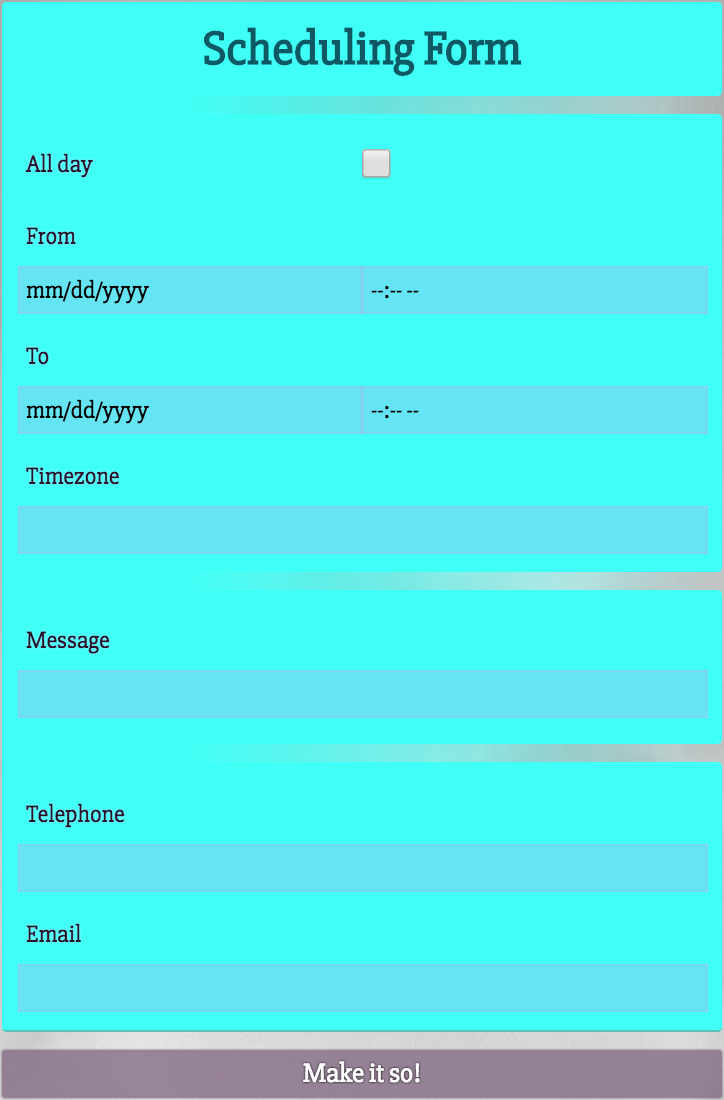 Scheduling Form
All day
From
mm/dd/yyyy --:-- --
To
mm/dd/yyyy --:-- --
Timezone
Message
Telephone
Email
Make it so!